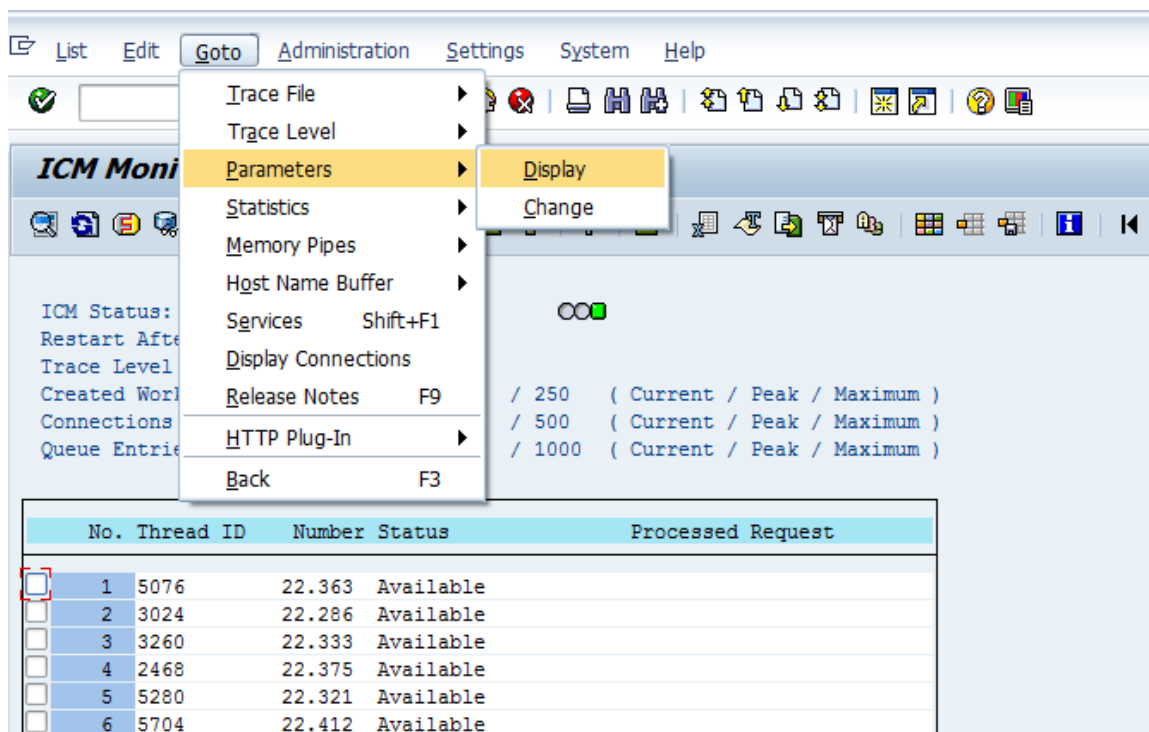 List Edit Goto Administration Settings System Help
Trace File
Trace Level
ICM Moni Parameters Display
Statistics Change
Memory Pipes
Host Name Buffer
ICM Status: Services Shift+F1
Restart Afte
Trace Level Display Connections
Created Work Release Notes F9 / 250 ( Current / Peak / Maximum )
Connections / 500 ( Current / Peak / Maximum )
Queue Entrie HTTP Plug-In / 1000 ( Current / Peak / Maximum )
Back F3
No. Thread ID Number Status Processed Request
1 5076 22.363 Available
2 3024 22.286 Available
3 3260 22.333 Available
4 2468 22.375 Available
5 5280 22.321 Available
6 5704 22.412 Available